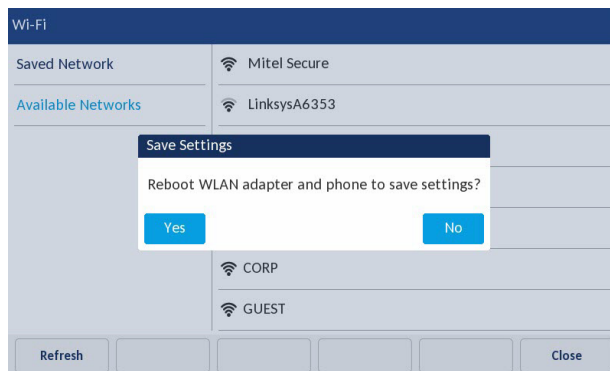 Wi-Fi
Saved Network
Mitel Secure
Available Networks
LinksysA6353
Save Settings
Reboot WLAN adapter and phone to save settings?
Yes
No
CORP
GUEST
Refresh
Close